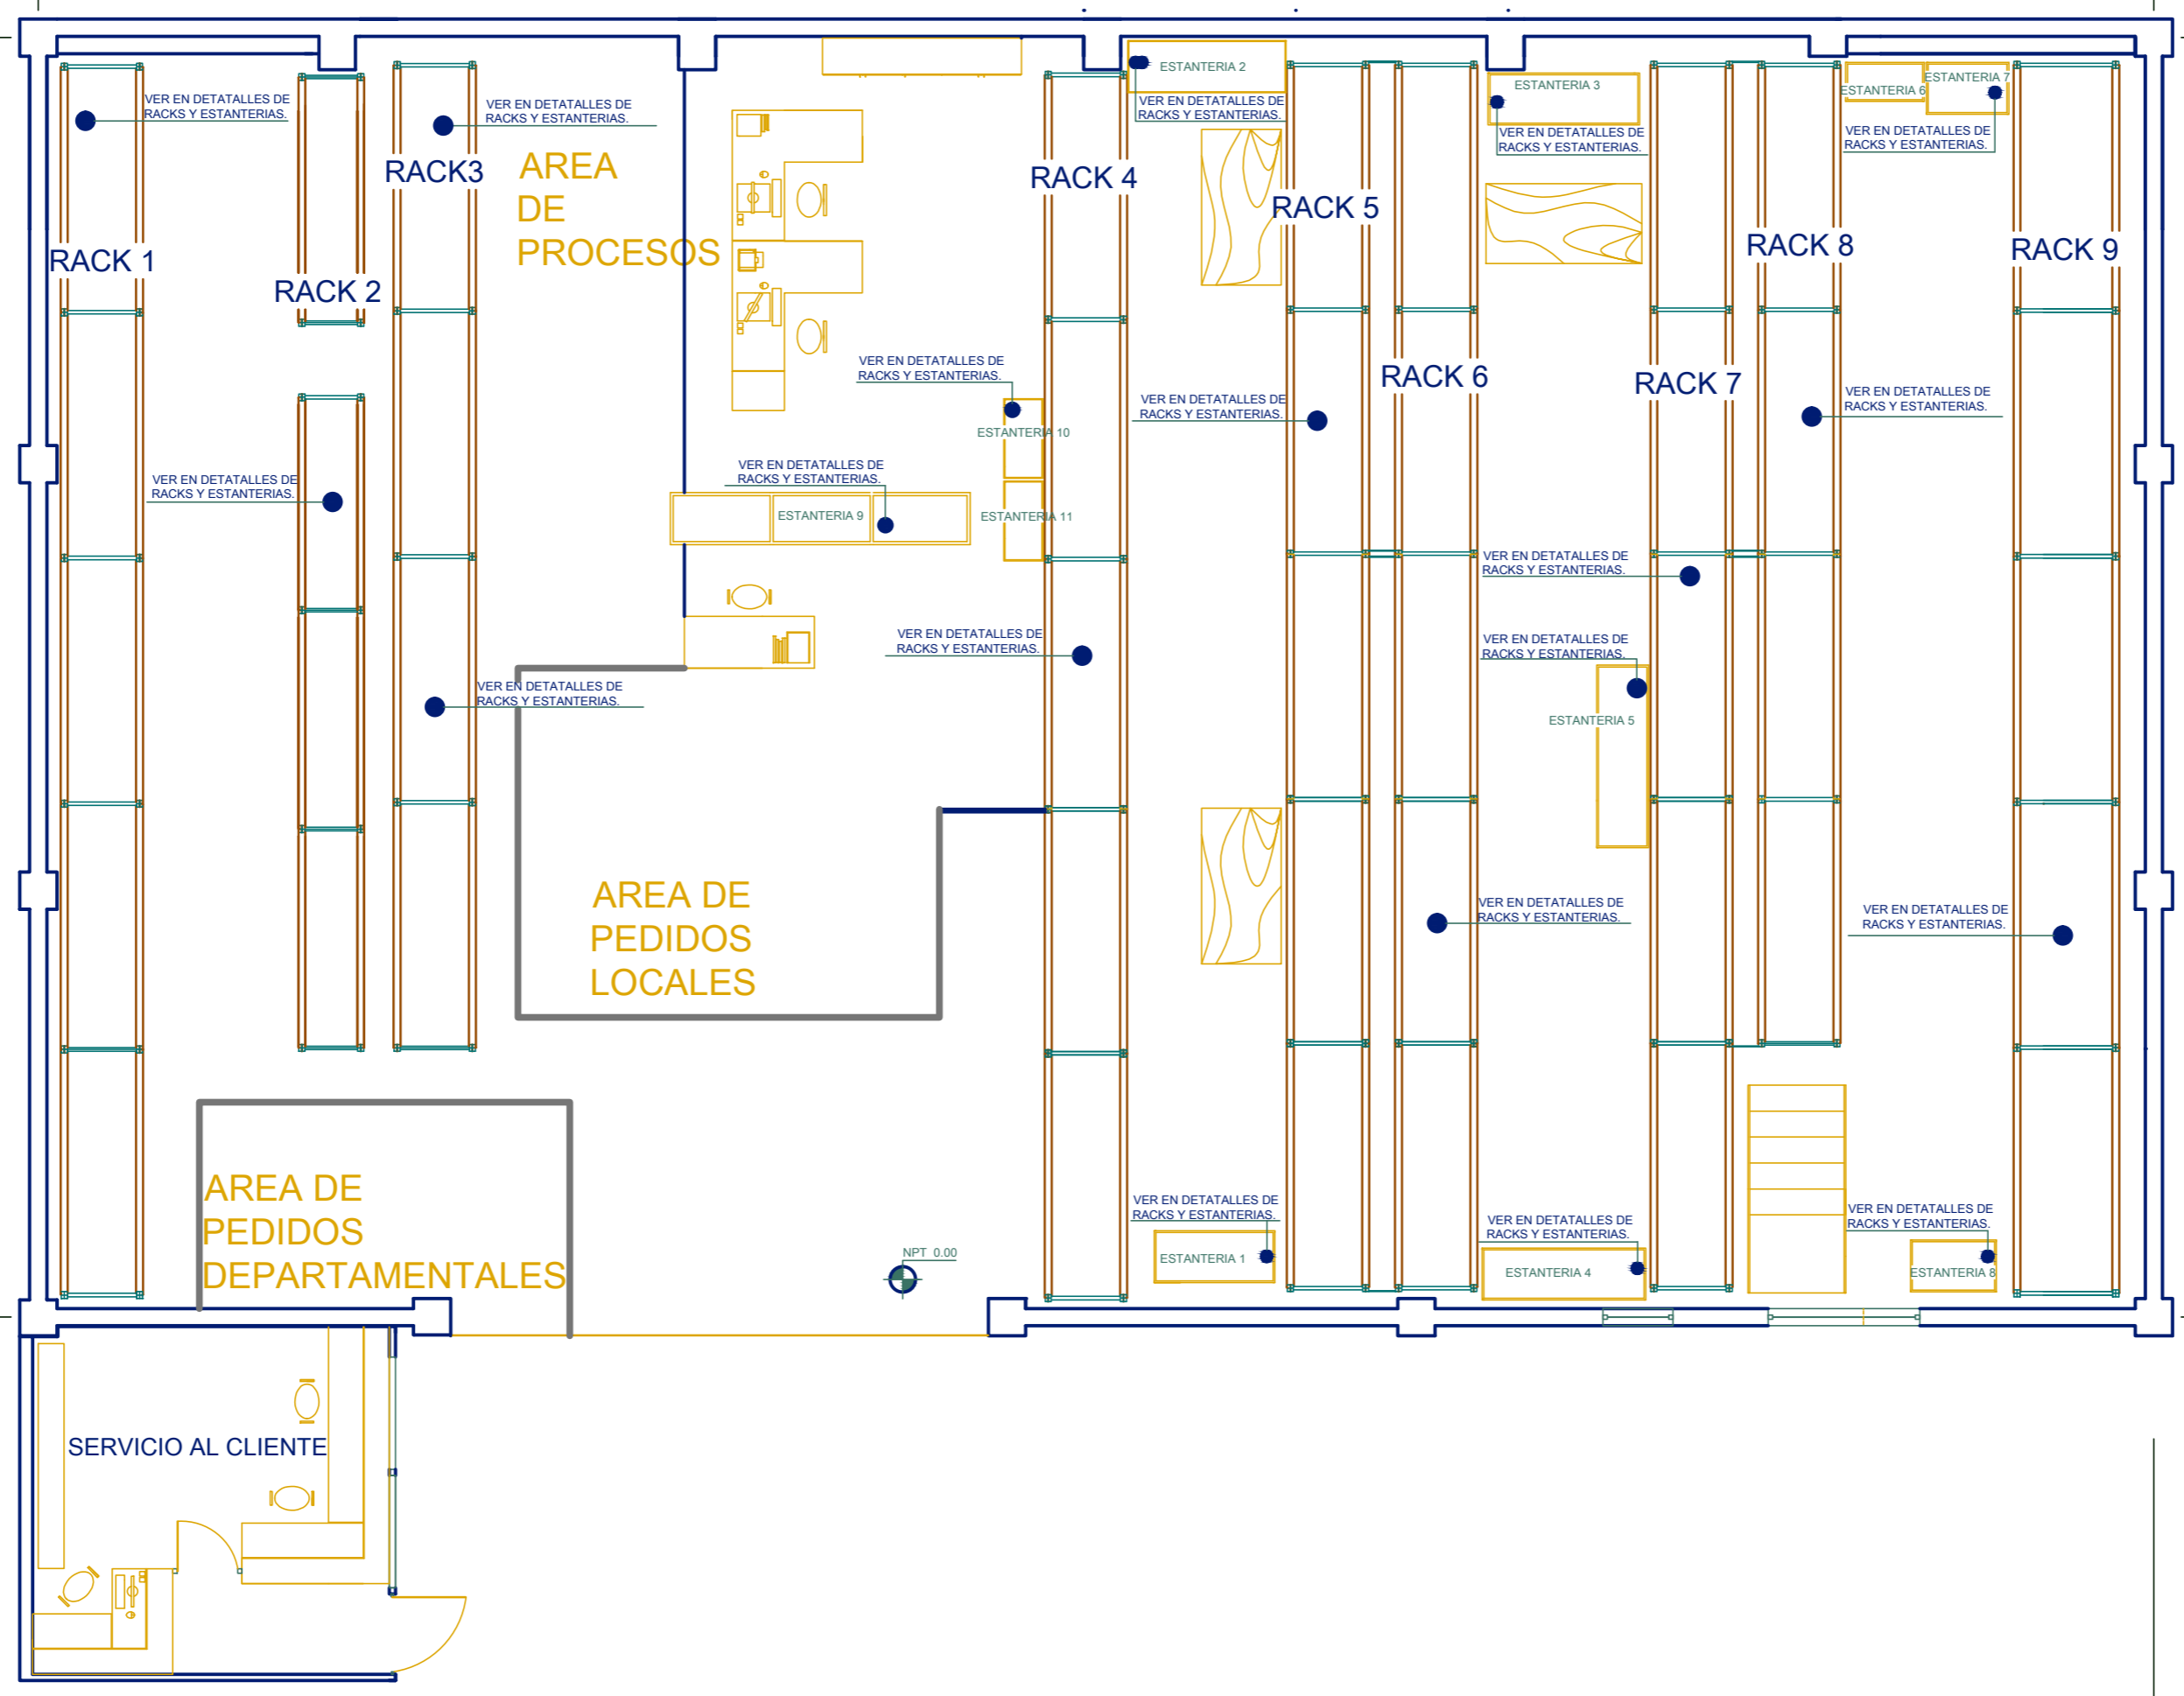 ESTANTERIA 2
ESTANTERIA 3
ESTANTERIA 7
ESTANTERIA 6
VER EN DETATALLES DE
RACKS Y ESTANTERIAS.
VER EN DETATALLES DE
RACKS Y ESTANTERIAS.
VER EN DETATALLES DE
RACKS Y ESTANTERIAS.
VER EN DETATALLES DE
RACKS Y ESTANTERIAS.
VER EN DETATALLES DE
RACKS Y ESTANTERIAS.
RACK3
AREA
DE
PROCESOS
RACK 4
RACK 5
RACK 8
RACK 9
RACK 1
RACK 2
VER EN DETATALLES DE
RACKS Y ESTANTERIAS.
RACK 6
RACK 7
VER EN DETATALLES DE
RACKS Y ESTANTERIAS.
VER EN DETATALLES DE
RACKS Y ESTANTERIAS.
ESTANTERIA 10
VER EN DETATALLES DE
RACKS Y ESTANTERIAS.
VER EN DETATALLES DE
RACKS Y ESTANTERIAS.
ESTANTERIA 9
ESTANTERIA 11
VER EN DETATALLES DE
RACKS Y ESTANTERIAS.
VER EN DETATALLES DE
RACKS Y ESTANTERIAS.
VER EN DETATALLES DE
RACKS Y ESTANTERIAS.
VER EN DETATALLES DE
RACKS Y ESTANTERIAS.
ESTANTERIA 5
AREA DE
PEDIDOS
LOCALES
VER EN DETATALLES DE
RACKS Y ESTANTERIAS.
VER EN DETATALLES DE
RACKS Y ESTANTERIAS.
AREA DE
PEDIDOS
DEPARTAMENTALES
VER EN DETATALLES DE
RACKS Y ESTANTERIAS.
ESTANTERIA 1
VER EN DETATALLES DE
RACKS Y ESTANTERIAS.
ESTANTERIA 4
VER EN DETATALLES DE
RACKS Y ESTANTERIAS.
ESTANTERIA 8
NPT 0.00
SERVICIO AL CLIENTE